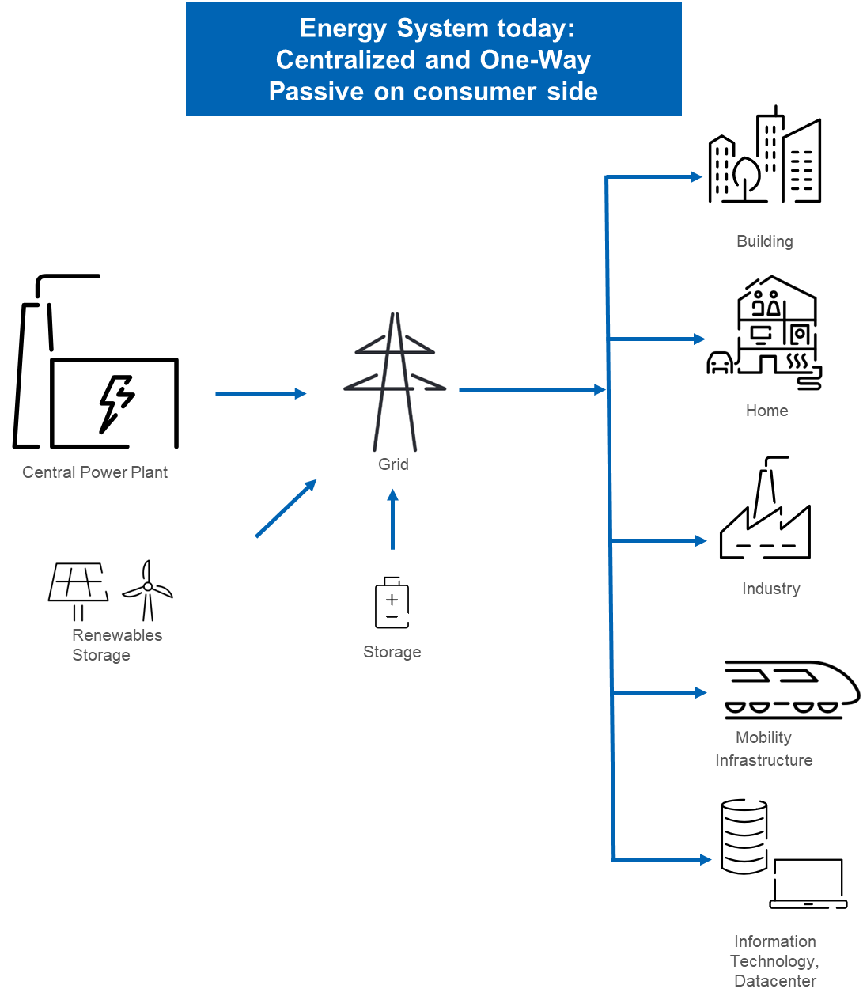 Energy System today:
Centralized and One-Way
Passive on consumer side
Building
Home
Central Power Plant
Grid
Industry
Renewables
Storage
Storage
Mobility
Infrastructure
Information
Technology,
Datacenter